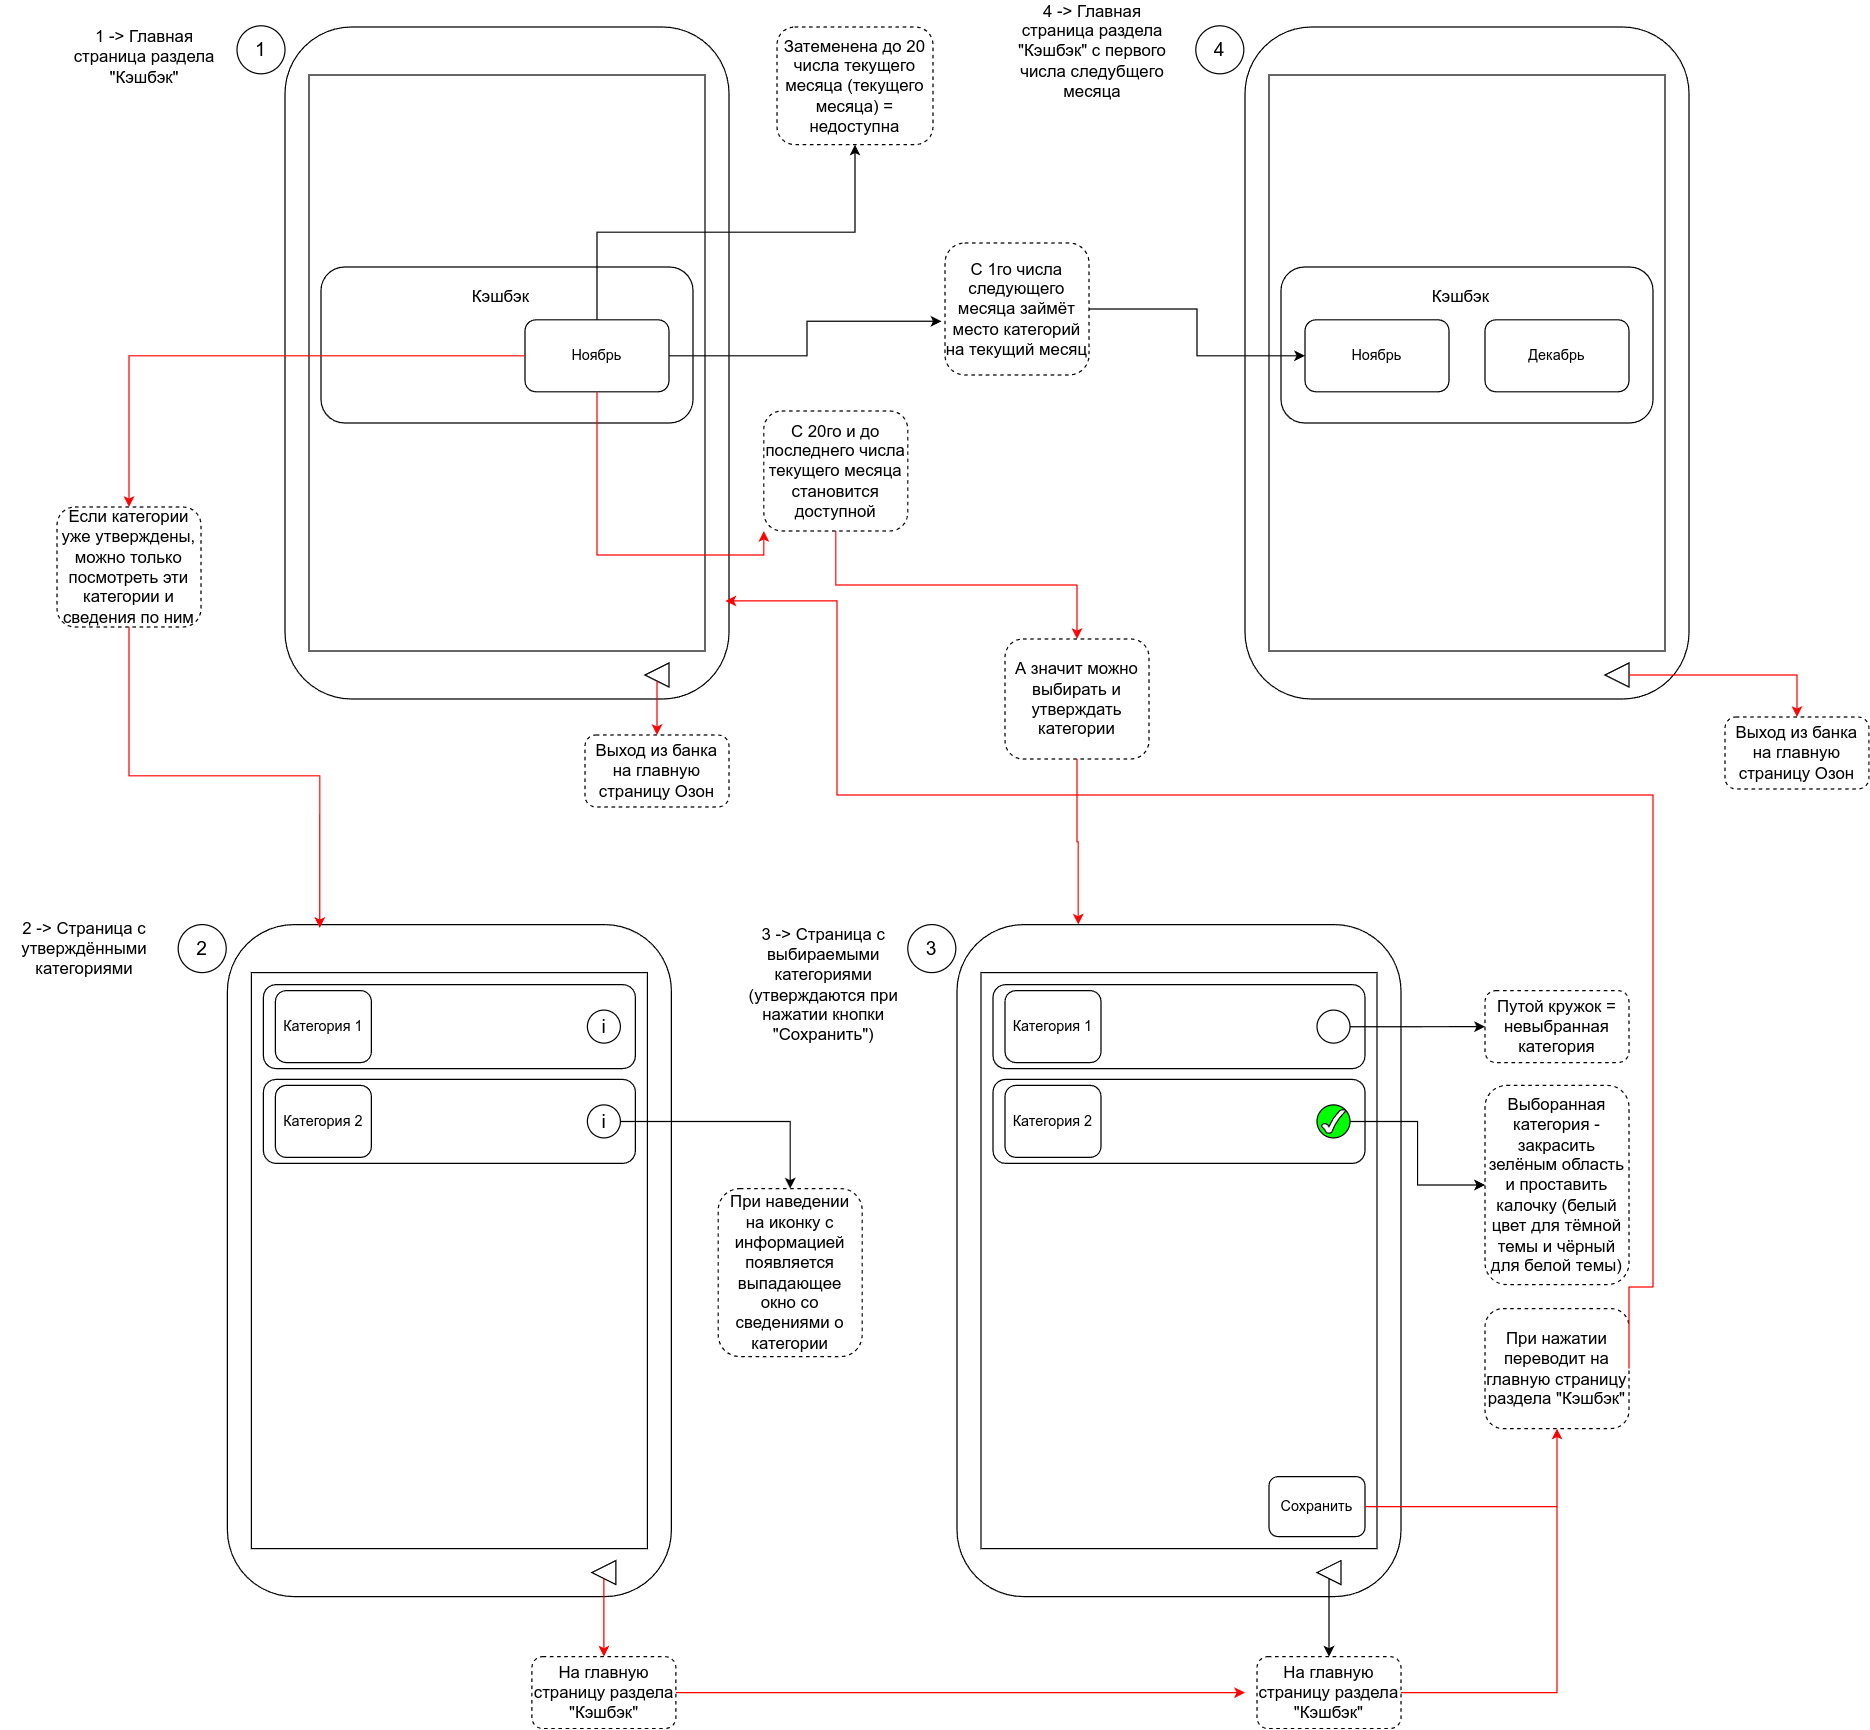 1 -> Главная
страница раздела
"Кэшбэк"
1
Затеменена до 20
числа текущего
месяца (текущего
месяца) =
недоступна
4 -> Главная
страница раздела
"Кэшбэк" с первого
числа следубщего
месяца
4
Кэшбэк
Ноябрь
С 1го числа
следующего
месяца займёт
место категорий
на текущий месяц
Кэшбэк
Ноябрь
Декабрь
С 20го и до
последнего числа
текущего месяца
становится
доступной
Если категории
уже утверждены,
можно только
посмотреть эти
категории и
сведения по ним
А значит можно
выбирать и
утверждать
категории
Выход из банка
на главную
страницу Озон
Выход из банка
на главную
страницу Озон
2 -> Страница с
утверждёнными
категориями
2
Категория 1
i
Категория 2
i
При наведении
на иконку с
информацией
появляется
выпадающее
окно со
сведениями о
категории
3 -> Страница с
выбираемыми
категориями
(утверждаются при
нажатии кнопки
"Сохранить")
3
Категория 1
Категория 2
Путой кружок =
невыбранная
категория
Выборанная
категория -
закрасить
зелёным область
и проставить
калочку (белый
цвет для тёмной
темы и чёрный
для белой темы)
При нажатии
переводит на
главную страницу
раздела "Кэшбэк"
Сохранить
На главную
страницу раздела
"Кэшбэк"
На главную
страницу раздела
"Кэшбэк"